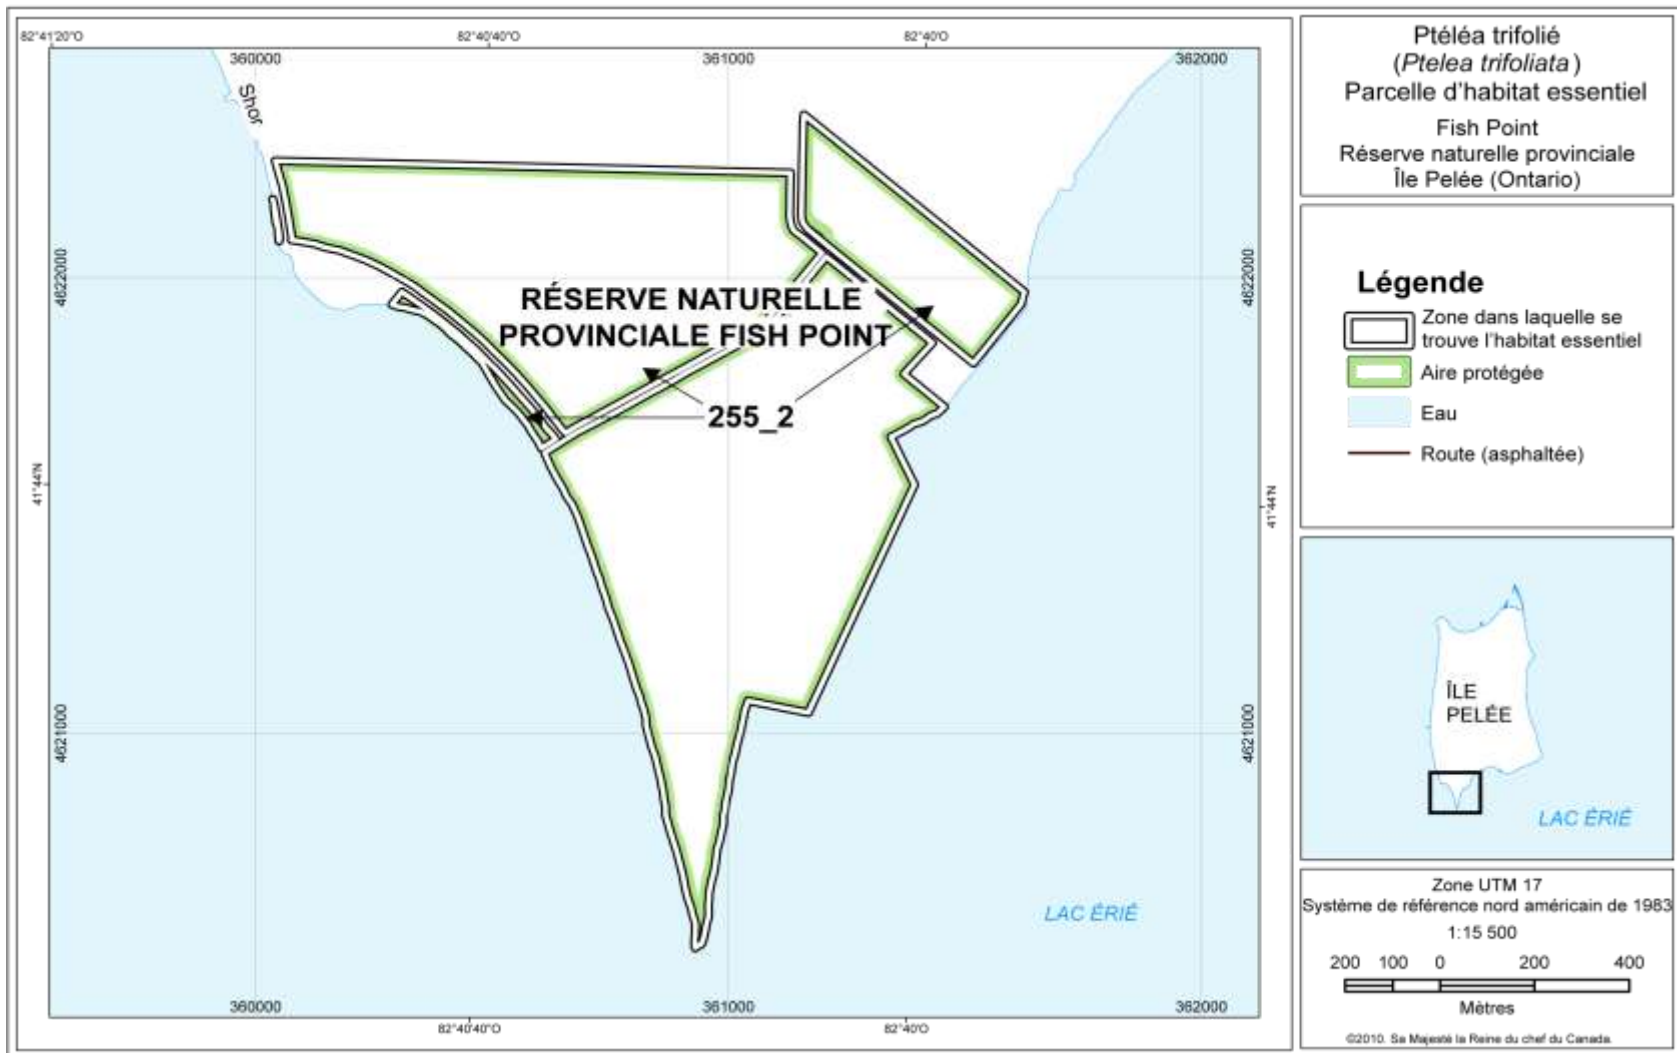 82°41'20"O
82°40'40"O
82°40'O
360000
361000
362000
Shor
4622000
4622000
RÉSERVE NATURELLE
PROVINCIALE FISH POINT
255_2
41°44'N
41°44'N
4621000
4621000
LAC ÉRIÉ
360000
361000
362000
82°40'40"O
82°40'O
Ptéléa trifolié
(Ptelea trifoliata)
Parcelle d'habitat essentiel
Fish Point
Réserve naturelle provinciale
Île Pelée (Ontario)
Légende
Zone dans laquelle se
trouve l'habitat essentiel
Aire protégée
Eau
Route (asphaltée)
ÎLE
PELÉE
LAC ÉRIÉ
Zone UTM 17
Système de référence nord américain de 1983
1:15 500
200 100 0 200 400
Mètres
©2010. Sa Majesté la Reine du chef du Canada.